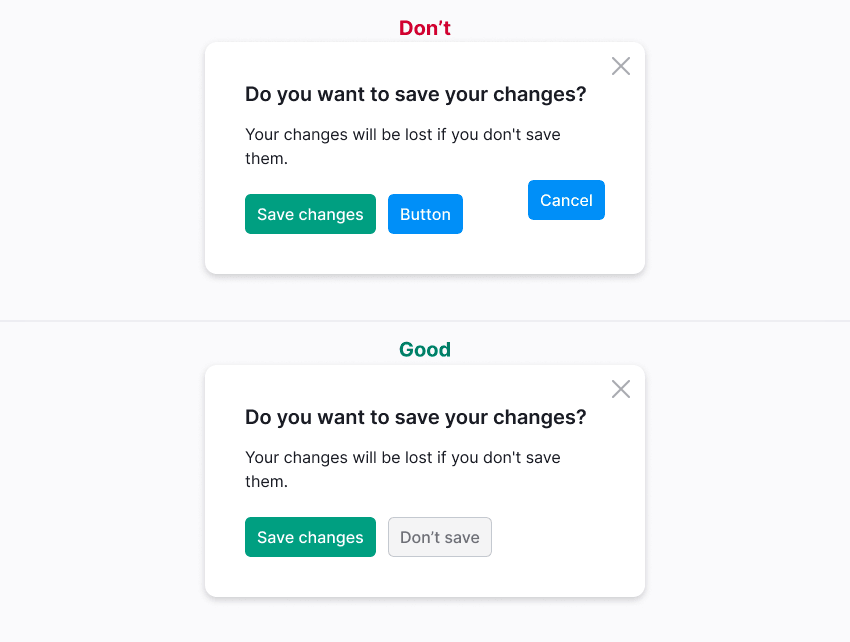 Don’t
Do you want to save your changes?
Your changes will be lost if you don't save
them.
Save changes Button Cancel
Good
Do you want to save your changes?
Your changes will be lost if you don't save
them.
Save changes Don’t save